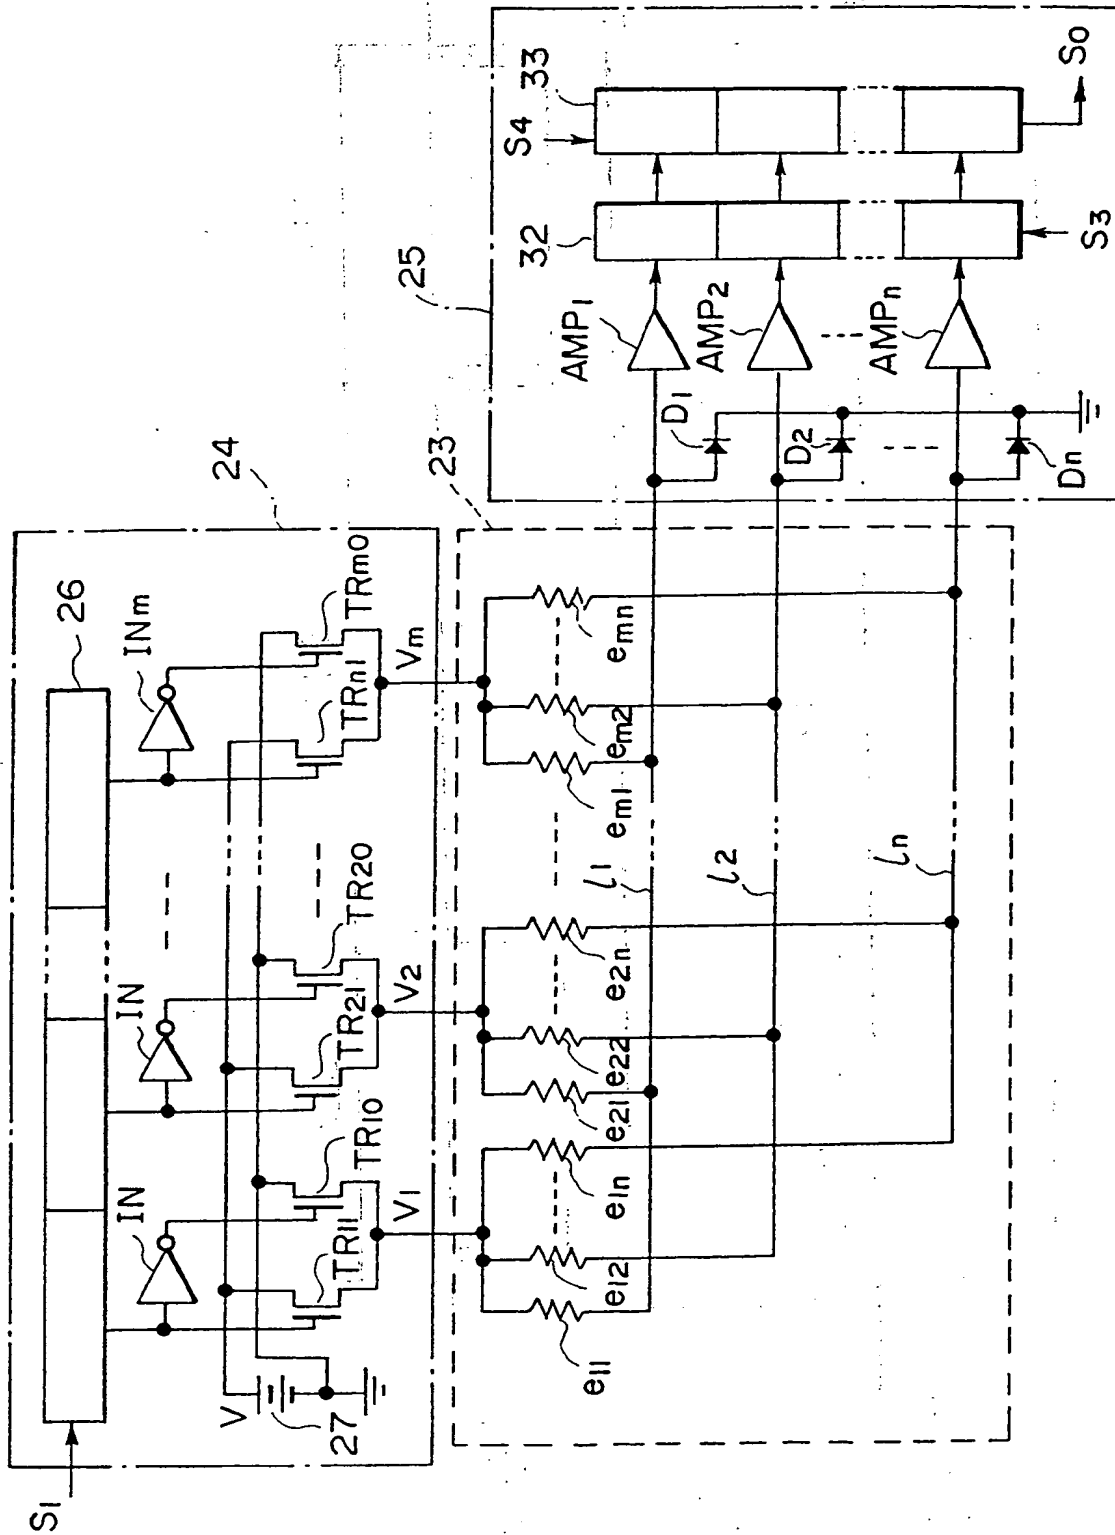 S1
26
24
IN
IN
INm
V
27
TR11
TR10
TR21
TR20
TRn1
TRm0
V1
V2
Vm
23
e11
e12
e1n
e21
e22
e2n
em1
em2
emn
l1
l2
ln
25
D1
D2
Dn
AMP1
AMP2
AMPn
32
S3
S4
33
S0